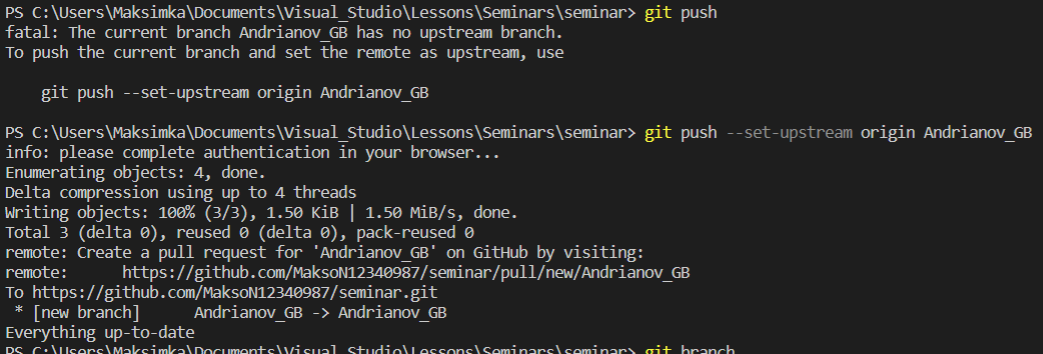 PS C:\Users\Maksimka\Documents\Visual_Studio\Lessons\Seminars\seminar> git push
fatal: The current branch Andrianov_GB has no upstream branch.
To push the current branch and set the remote as upstream, use
    git push --set-upstream origin Andrianov_GB
PS C:\Users\Maksimka\Documents\Visual_Studio\Lessons\Seminars\seminar> git push --set-upstream origin Andrianov_GB
info: please complete authentication in your browser...
Enumerating objects: 4, done.
Delta compression using up to 4 threads
Writing objects: 100% (3/3), 1.50 KiB | 1.50 MiB/s, done.
Total 3 (delta 0), reused 0 (delta 0), pack-reused 0
remote: Create a pull request for 'Andrianov_GB' on GitHub by visiting:
remote:      https://github.com/MaksoN12340987/seminar/pull/new/Andrianov_GB
To https://github.com/MaksoN12340987/seminar.git
 * [new branch]      Andrianov_GB -> Andrianov_GB
Everything up-to-date
PS C:\Users\Maksimka\Documents\Visual_Studio\Lessons\Seminars\seminar> git branch